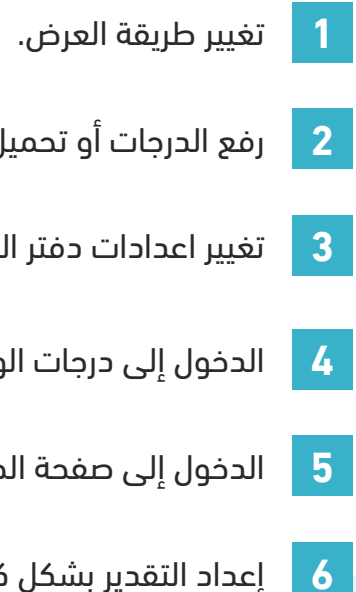 1 تغيير طريقة العرض.
2 رفع الدرجات أو تحميل
3 تغيير اعدادات دفتر
4 الدخول إلى درجات
5 الدخول إلى صفحة
6 إعداد التقدير بشكل